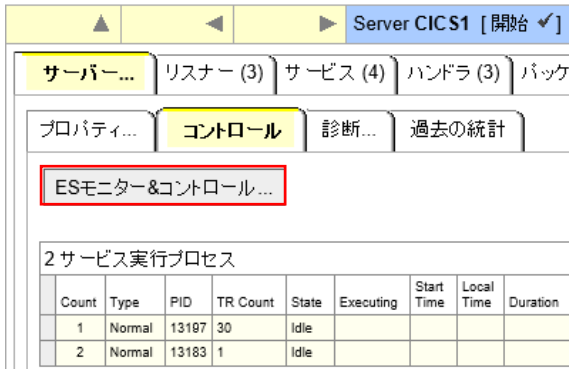 Server CICS1 [開始 ✓]
サーバー... リスナー (3) サービス (4) ハンドラ (3) パッケ
プロパティ... コントロール 診断... 過去の統計
ESモニター&コントロール...
2 サービス実行プロセス
Count Type PID TR Count State Executing Start Time Local Time Duration
1 Normal 13197 30 Idle
2 Normal 13183 1 Idle